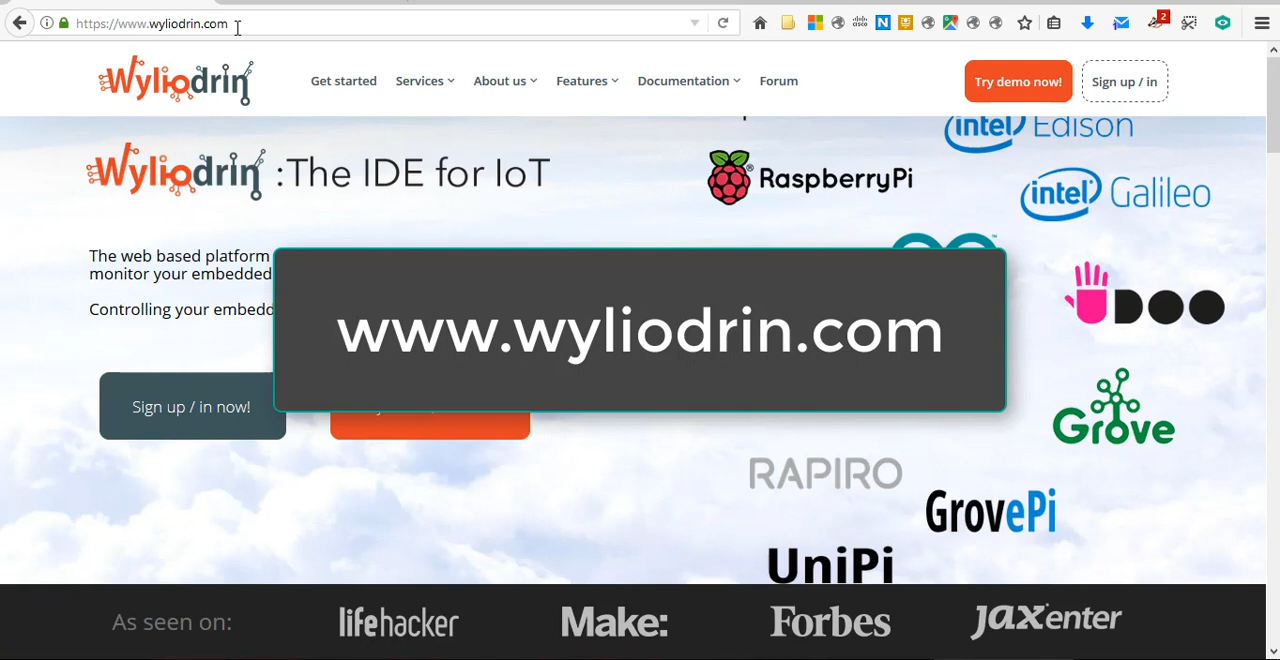 https://www.wyliodrin.com
2
Wyliodrin
Get started
Services
About us
Features
Documentation
Forum
Try demo now!
Sign up / in
Wyliodrin :The IDE for IoT
intel Edison
RaspberryPi
intel Galileo
The web based platform
monitor your embedded
Controlling your embedd
www.wyliodrin.com
DOO
Sign up / in now!
Grove
RAPIRO
GrovePi
UniPi
As seen on:
lifehacker
Make:
Forbes
JAXenter